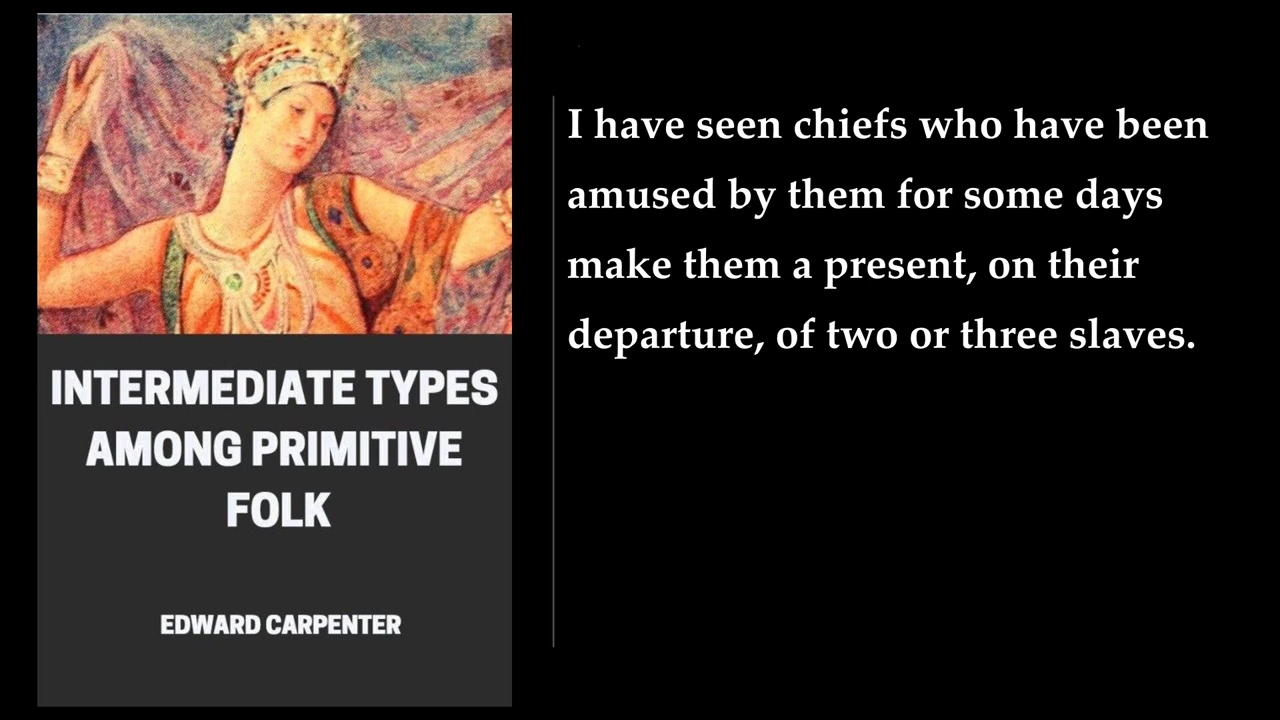 INTERMEDIATE TYPES
AMONG PRIMITIVE
FOLK
EDWARD CARPENTER
I have seen chiefs who have been
amused by them for some days
make them a present, on their
departure, of two or three slaves.